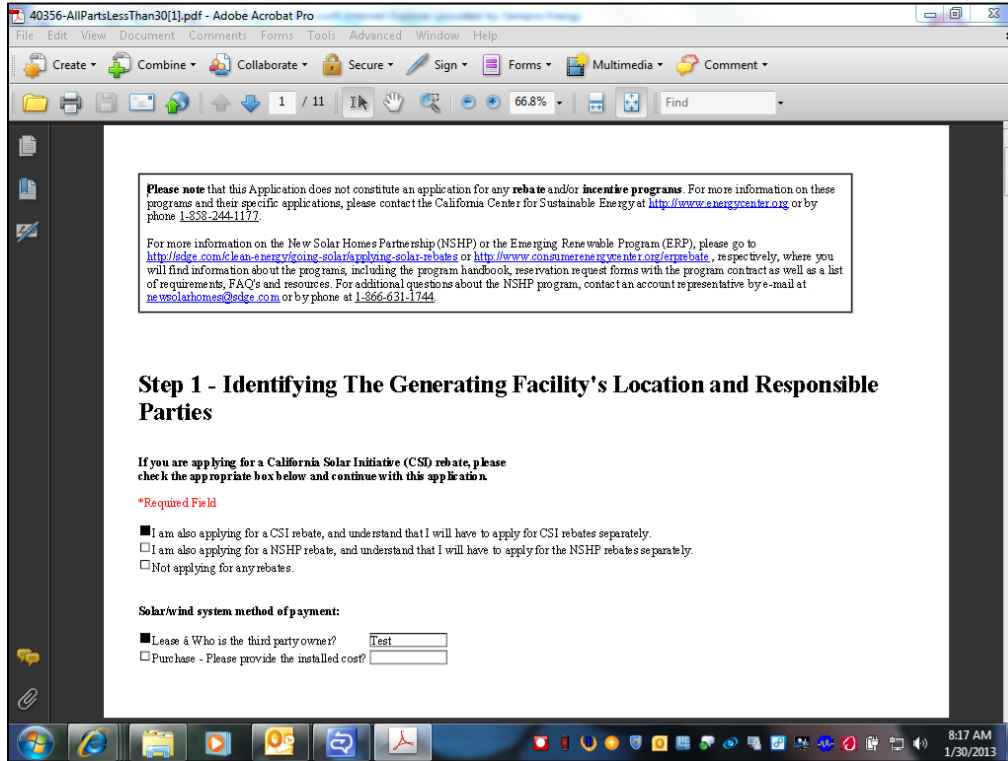 40356-AllPartsLessThan30[1].pdf - Adobe Acrobat Pro
File Edit View Document Comments Forms Tools Advanced Window Help
Create Combine Collaborate Secure Sign Forms Multimedia Comment
1 / 11 66.8% Find
Please note that this Application does not constitute an application for any rebate and/or incentive programs. For more information on these
programs and their specific applications, please contact the California Center for Sustainable Energy at http://www.energycenter.org or by
phone 1-858-244-1177.
For more information on the New Solar Homes Partnership (NSHP) or the Emerging Renewable Program (ERP), please go to
http://sdge.com/clean-energy/going-solar/applying-solar-rebates or http://www.consumerenergycenter.org/erprebate , respectively, where you
will find information about the programs, including the program handbook, reservation request forms with the program contract as well as a list
of requirements, FAQ's and resources. For additional questions about the NSHP program, contact an account representative by e-mail at
newsolarhomes@sdge.com or by phone at 1-866-631-1744.
Step 1 - Identifying The Generating Facility's Location and Responsible
Parties
If you are applying for a California Solar Initiative (CSI) rebate, please
check the appropriate box below and continue with this application.
*Required Field
I am also applying for a CSI rebate, and understand that I will have to apply for CSI rebates separately.
I am also applying for a NSHP rebate, and understand that I will have to apply for the NSHP rebates separately.
Not applying for any rebates.
Solar/wind system method of payment:
Lease â Who is the third party owner? Test
Purchase - Please provide the installed cost?
8:17 AM
1/30/2013